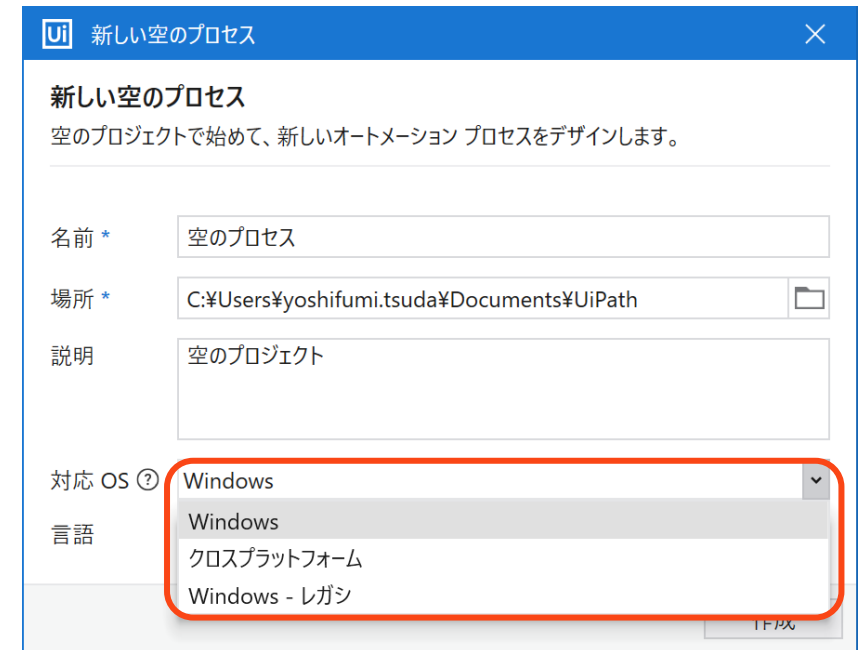 Ui 新しい空のプロセス
新しい空のプロセス
空のプロジェクトで始めて、新しいオートメーション プロセスをデザインします。
名前 * 空のプロセス
場所 * C:¥Users¥yoshifumi.tsuda¥Documents¥UiPath
説明 空のプロジェクト
対応 OS ? Windows
言語 Windows
クロスプラットフォーム
Windows - レガシ
作成